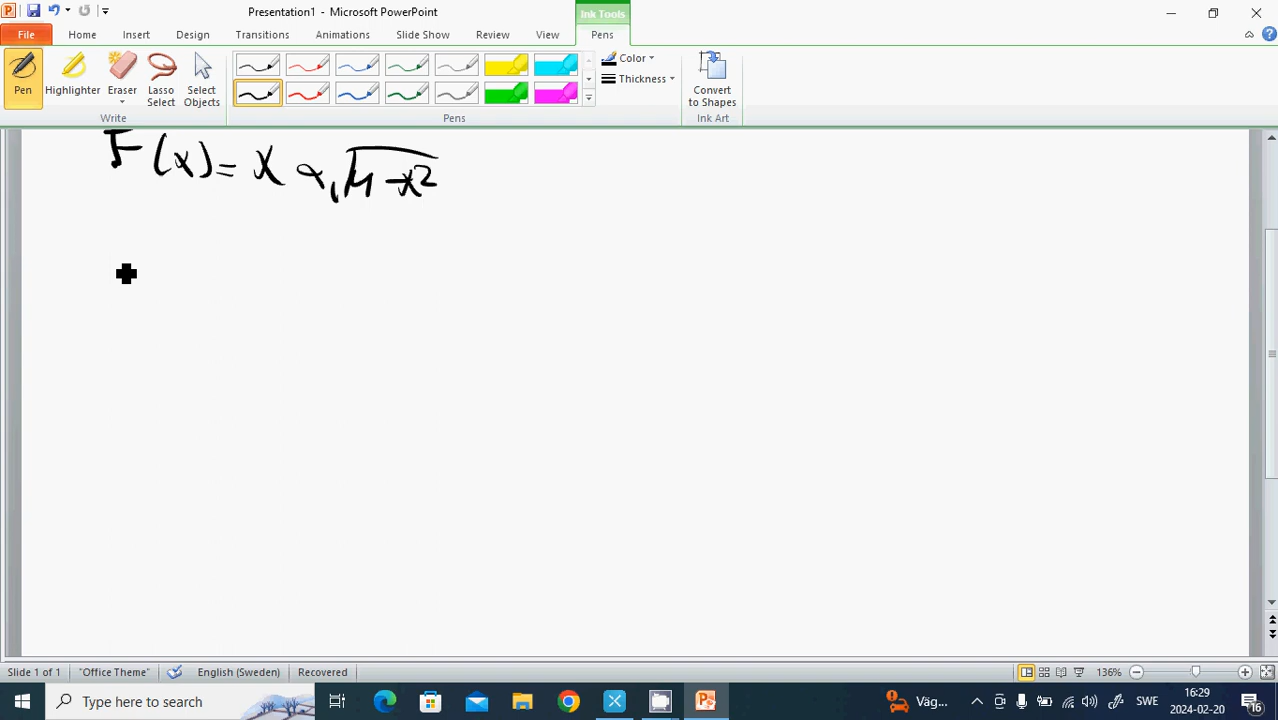 Presentation1 - Microsoft PowerPoint
Ink Tools
File Home Insert Design Transitions Animations Slide Show Review View Pens
Pen Highlighter Eraser Lasso Select Select Objects
Color
Thickness
Convert to Shapes
Write Pens Ink Art
F(x) = x √4-x²
Slide 1 of 1 "Office Theme" English (Sweden) Recovered 136%
Type here to search Väg... SWE 16:29 2024-02-20 16